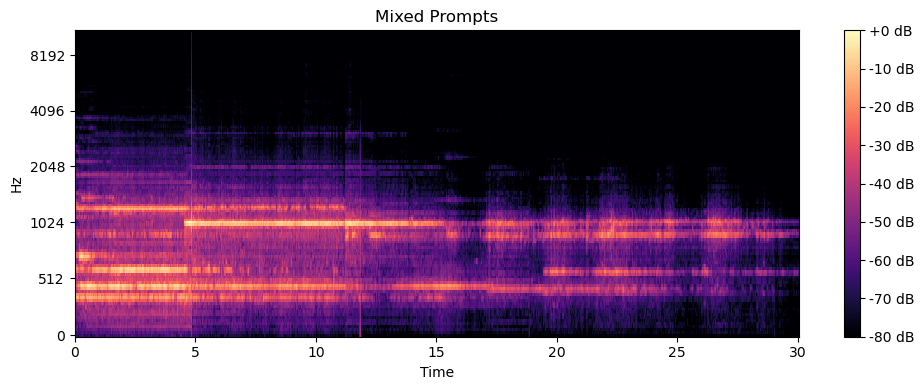 Mixed Prompts
Hz
8192
4096
2048
1024
512
0
0 5 10 15 20 25 30
Time
+0 dB
-10 dB
-20 dB
-30 dB
-40 dB
-50 dB
-60 dB
-70 dB
-80 dB